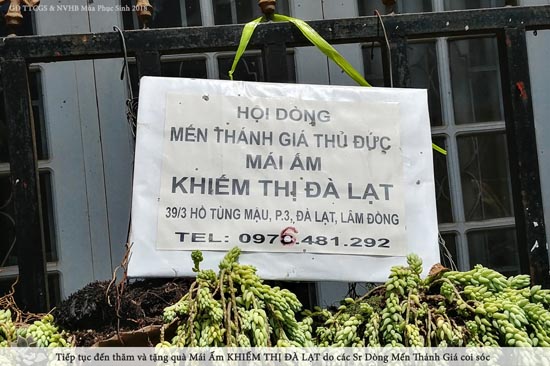 GĐ TTCGS & NVHB Mùa Phục Sinh 2018
HỘI DÒNG
MẾN THÁNH GIÁ THỦ ĐỨC
MÁI ẤM
KHIẾM THỊ ĐÀ LẠT
39/3 HỒ TÙNG MẬU, P.3, ĐÀ LẠT, LÂM ĐỒNG
TEL: 0976.481.292
Tiếp tục đến thăm và tặng quà Mái Ấm KHIẾM THỊ ĐÀ LẠT do các Sr Dòng Mến Thánh Giá coi sóc